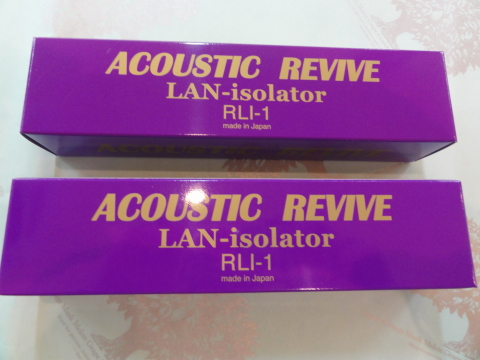 ACOUSTIC REVIVE
LAN-isolator
RLI-1
made in Japan
ACOUSTIC REVIVE
LAN-isolator
RLI-1
made in Japan